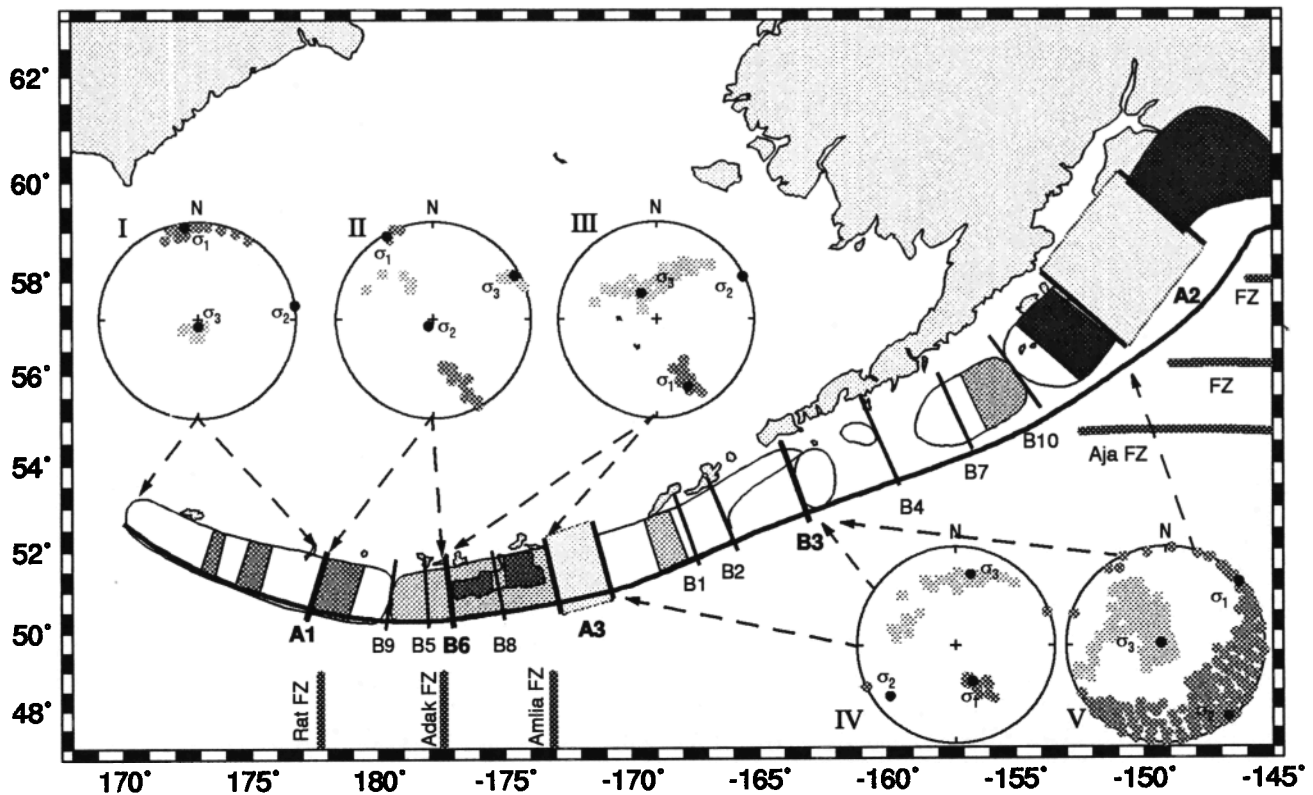 62°
60°
58°
56°
54°
52°
50°
48°
170°
175°
180°
-175°
-170°
-165°
-160°
-155°
-150°
-145°
I
N
σ1
σ3
σ2
II
N
σ1
σ3
σ2
III
N
σ3
σ2
σ1
A2
FZ
FZ
Aja FZ
B10
B7
B4
B3
B2
B1
A3
B8
B6
B5
B9
A1
Rat FZ
Adak FZ
Amlia FZ
IV
N
σ3
σ2
σ1
V
N
σ1
σ3